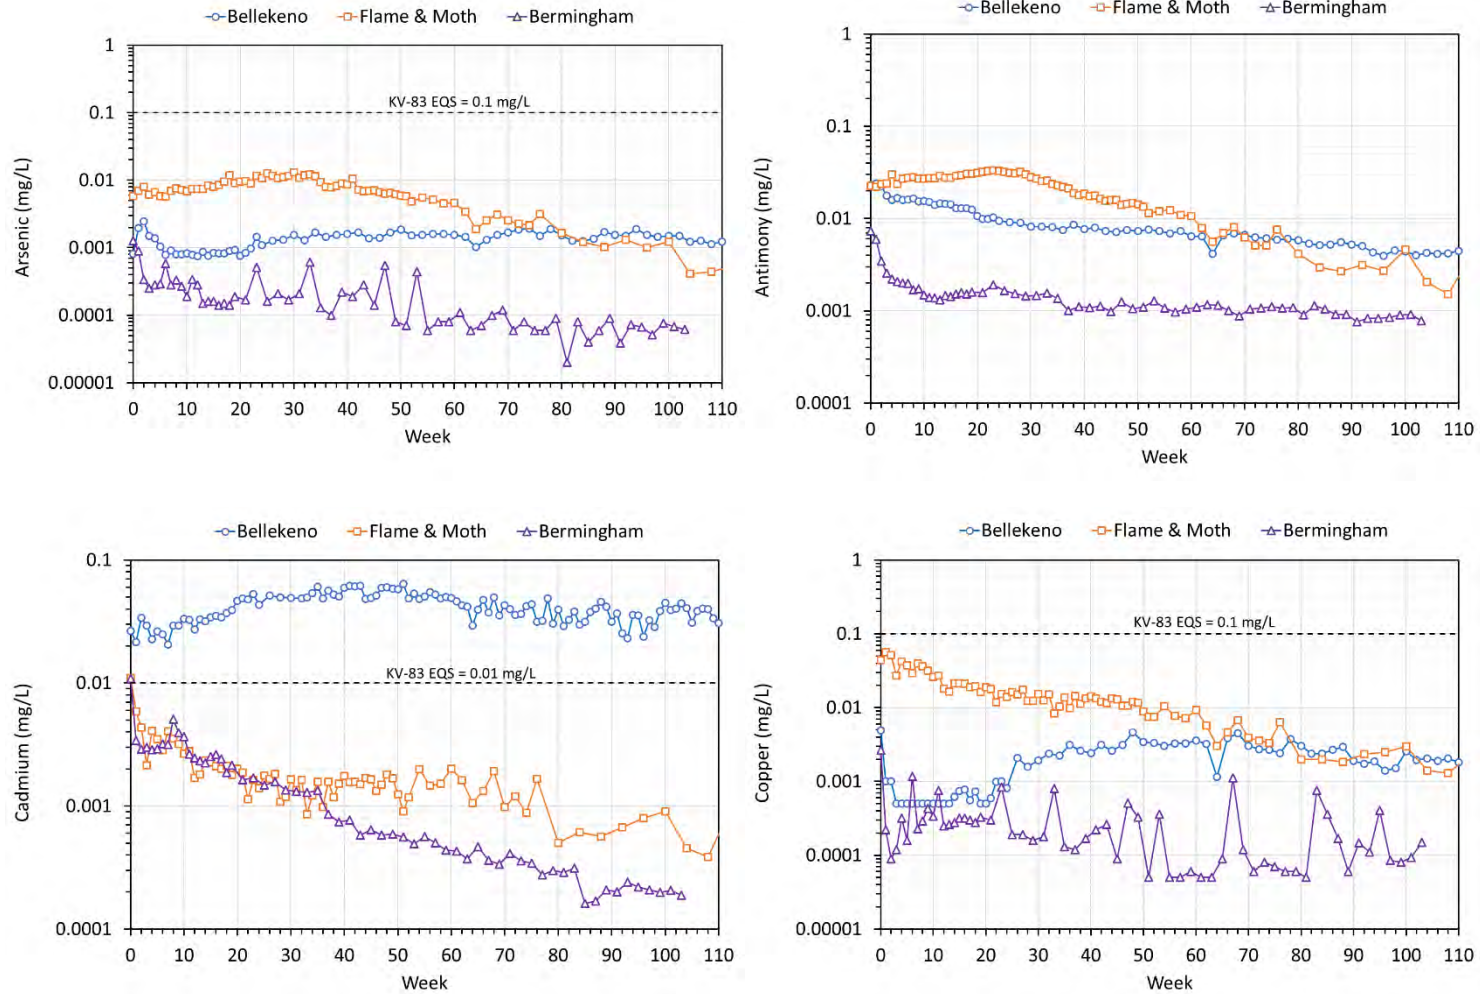 Bellekeno Flame & Moth Bermingham
1
KV-83 EQS = 0.1 mg/L
0.1
0.01
0.001
0.0001
0.00001
Arsenic (mg/L)
0 10 20 30 40 50 60 70 80 90 100 110
Week
Bellekeno Flame & Moth Bermingham
1
0.1
0.01
0.001
0.0001
Antimony (mg/L)
0 10 20 30 40 50 60 70 80 90 100 110
Week
Bellekeno Flame & Moth Bermingham
0.1
KV-83 EQS = 0.01 mg/L
0.01
0.001
0.0001
Cadmium (mg/L)
0 10 20 30 40 50 60 70 80 90 100 110
Week
Bellekeno Flame & Moth Bermingham
1
KV-83 EQS = 0.1 mg/L
0.1
0.01
0.001
0.0001
0.00001
Copper (mg/L)
0 10 20 30 40 50 60 70 80 90 100 110
Week